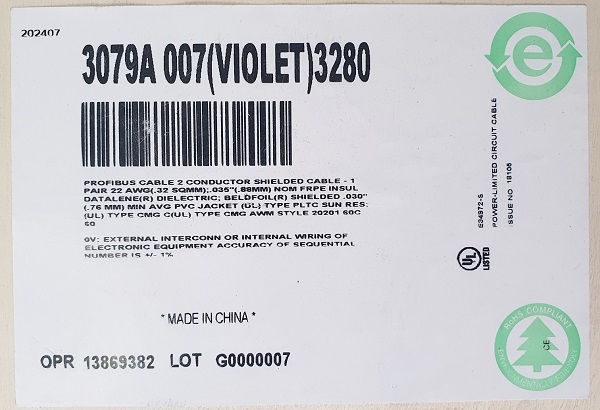 202407
3079A 007(VIOLET)3280
PROFIBUS CABLE 2 CONDUCTOR SHIELDED CABLE - 1
PAIR 22 AWG(.32 SQMM);.035"(.88MM) NOM FRPE INSUL
DATALENE(R) DIELECTRIC; BELDFOIL(R) SHIELDED .030"
(.76 MM) MIN AVG PVC JACKET (UL) TYPE PLTC SUN RES:
(UL) TYPE CMG C(UL) TYPE CMG AWM STYLE 20201 60C
60
0V: EXTERNAL INTERCONN OR INTERNAL WIRING OF
ELECTRONIC EQUIPMENT ACCURACY OF SEQUENTIAL
NUMBER IS +/- 1%
* MADE IN CHINA *
OPR 13869382 LOT G0000007
e
E34972-S
POWER-LIMITED CIRCUIT CABLE
ISSUE NO
UL
LISTED
RoHS COMPLIANT
CE